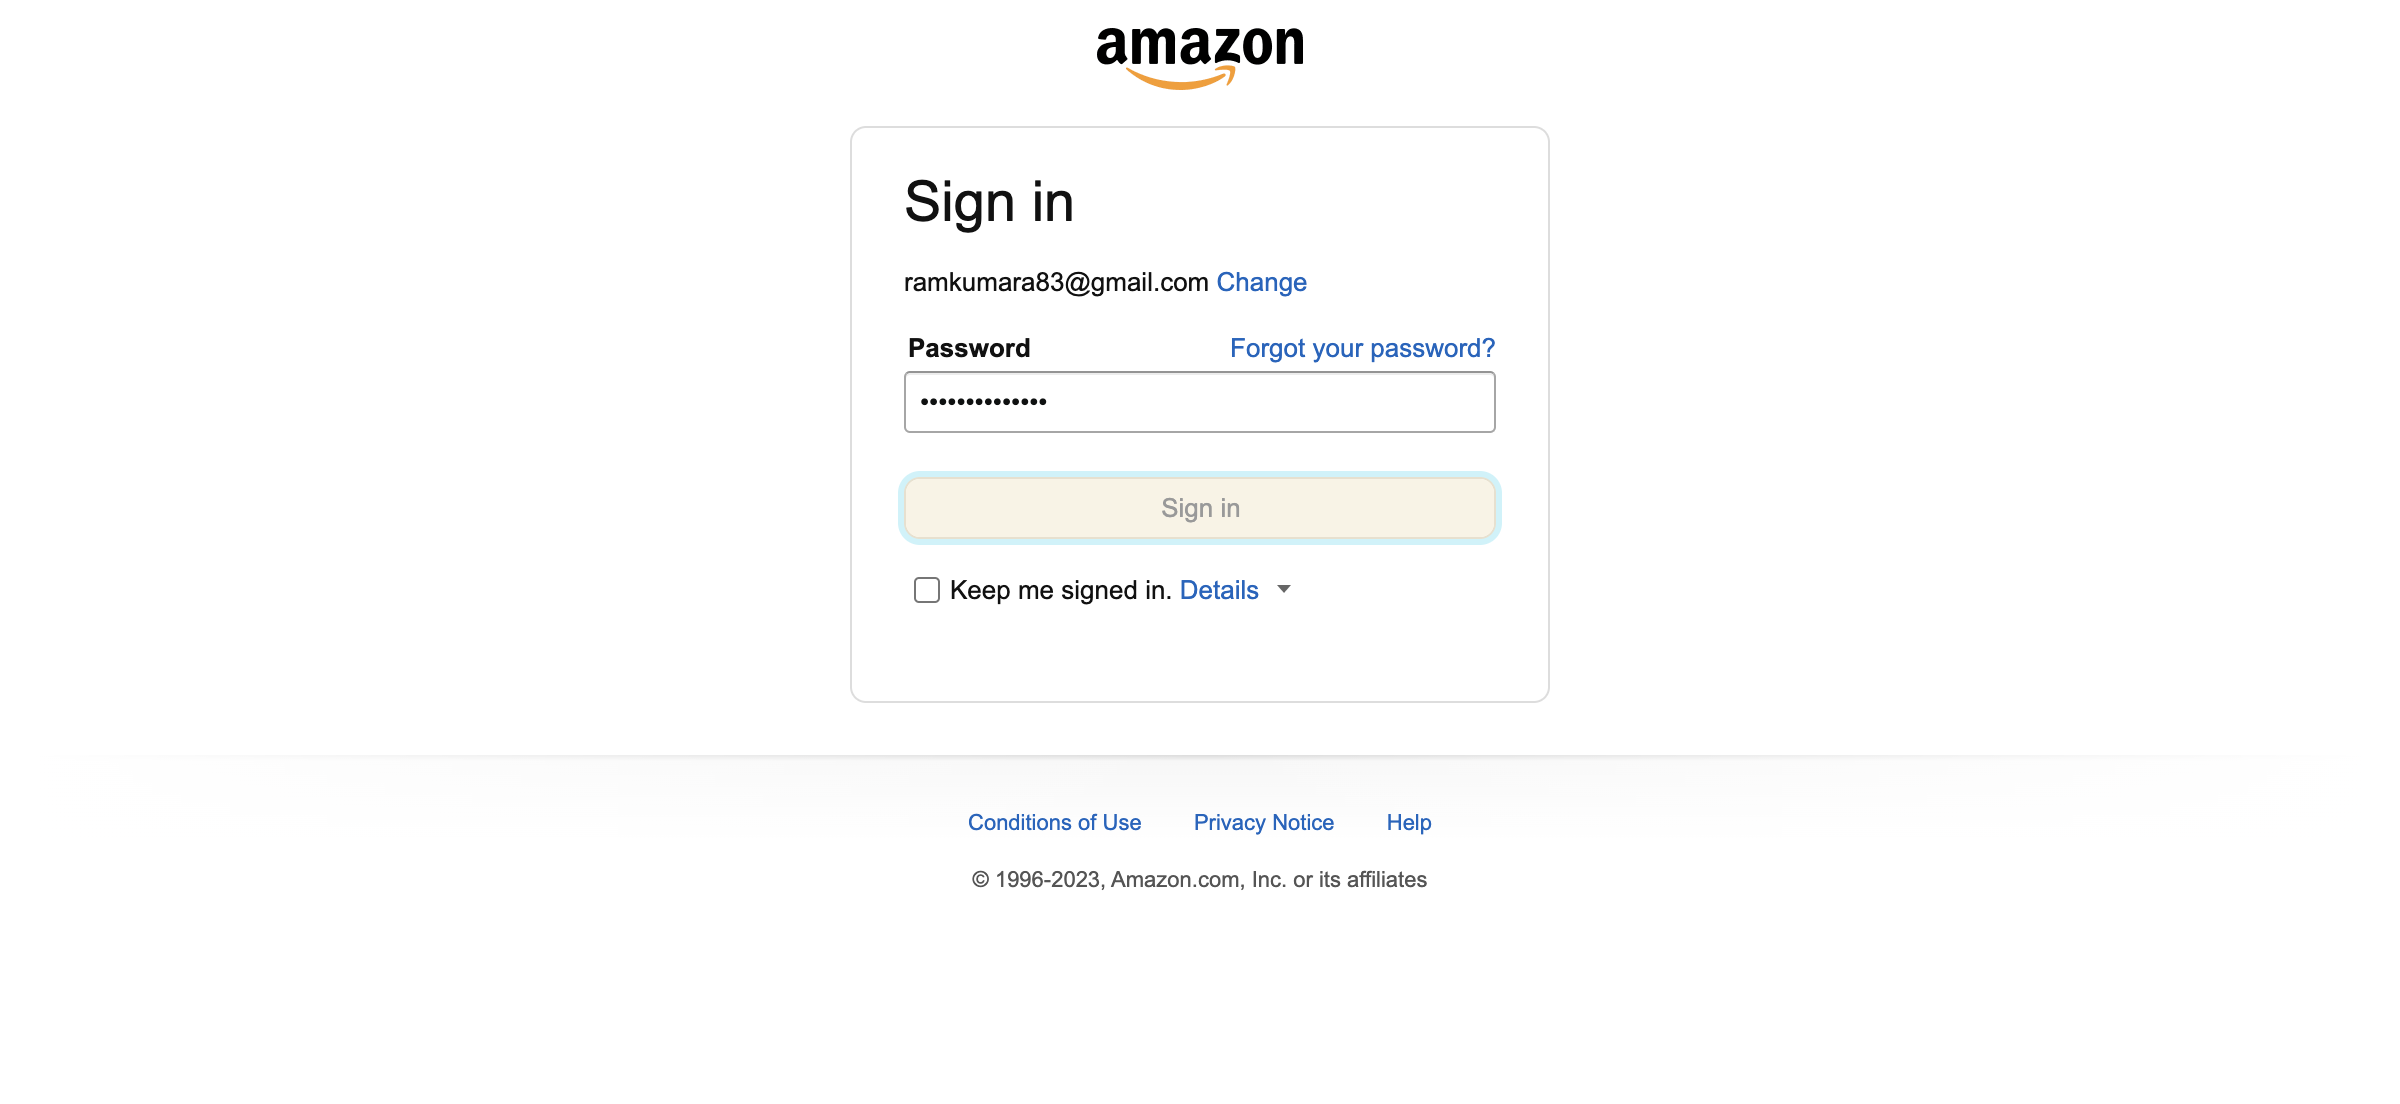 amazon
Sign in
ramkumara83@gmail.com Change
Password Forgot your password?
••••••••••••••
Sign in
Keep me signed in. Details
Conditions of Use Privacy Notice Help
© 1996-2023, Amazon.com, Inc. or its affiliates